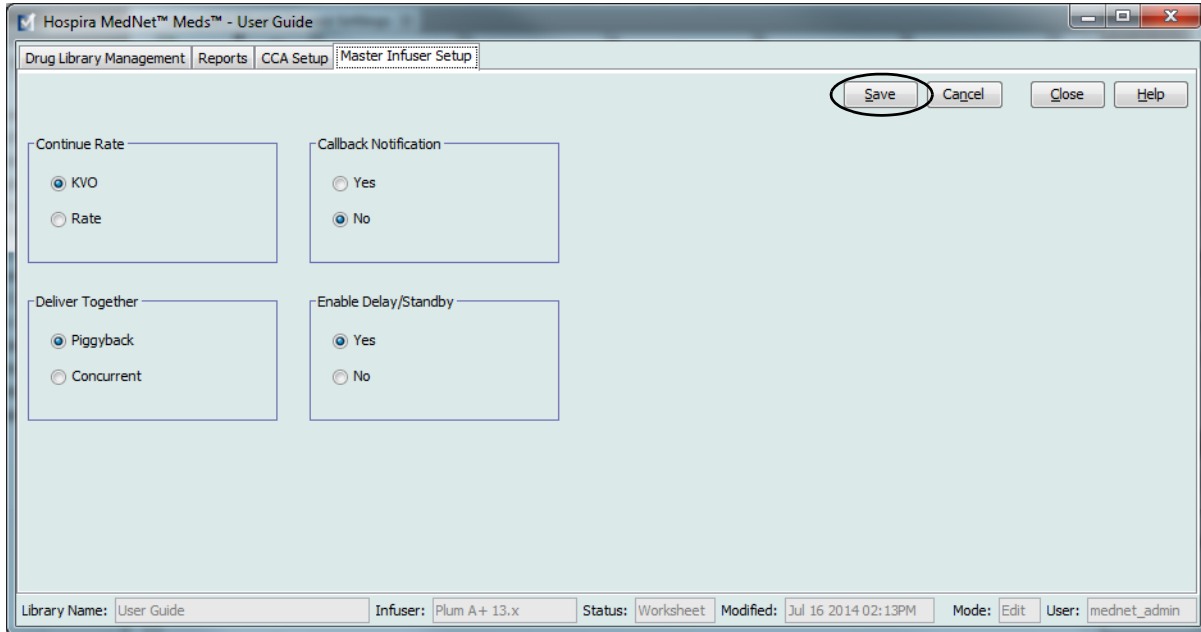 Hospira MedNet™ Meds™ - User Guide
Drug Library Management Reports CCA Setup Master Infuser Setup
Save Cancel Close Help
Continue Rate Callback Notification
KVO Yes
Rate No
Deliver Together Enable Delay/Standby
Piggyback Yes
Concurrent No
Library Name: User Guide Infuser: Plum A+ 13.x Status: Worksheet Modified: Jul 16 2014 02:13PM Mode: Edit User: mednet_admin